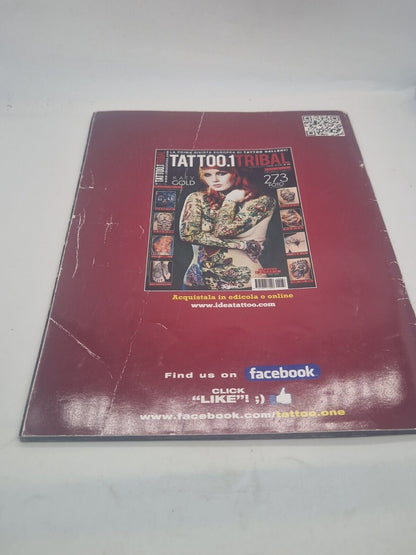 LA PRIMA RIVISTA EUROPEA DI TATTOO GALLERY
TATTOO.1 TRIBAL
KATY
GOLD
273
FOTO
Acquistala in edicola o online
www.ideatattoo.com
Find us on facebook
CLICK
"LIKE"! ;)
www.facebook.com/tattoo.one